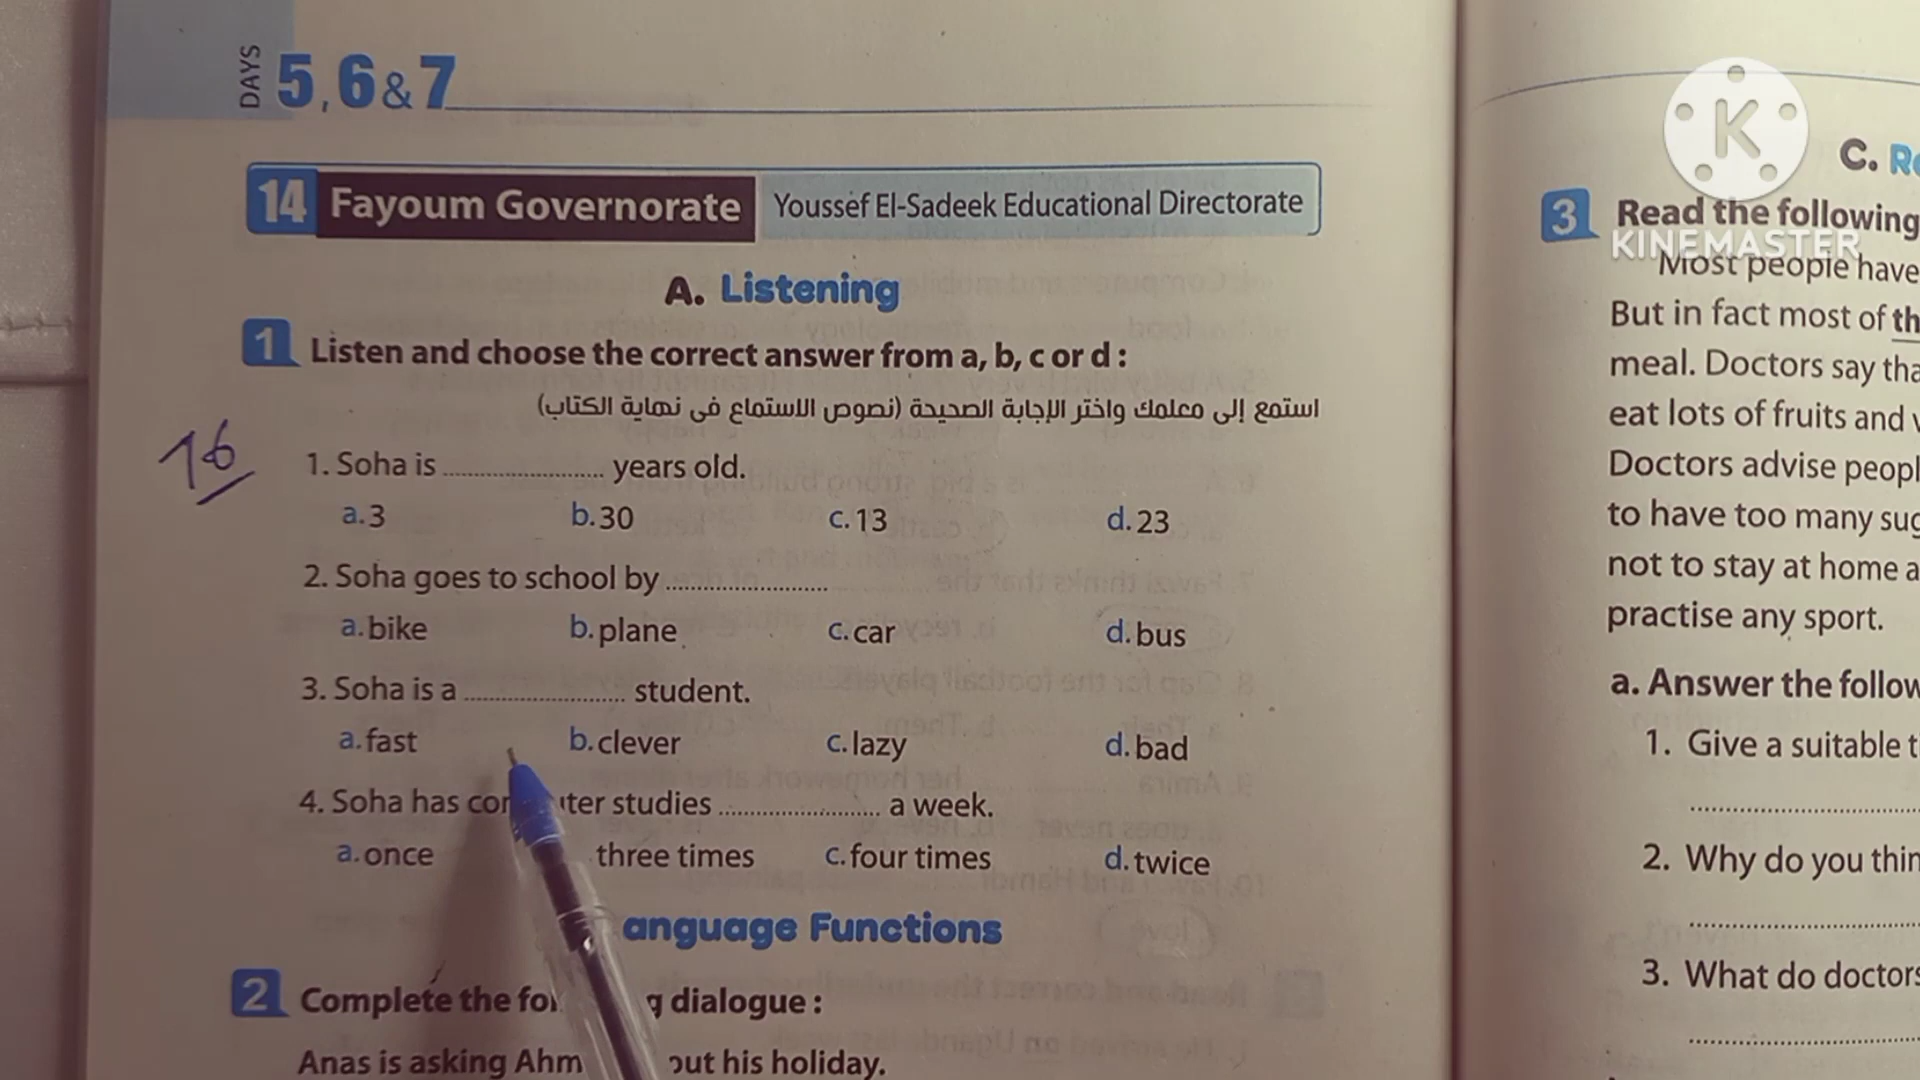 DAYS 5, 6 & 7
14 Fayoum Governorate Youssef El-Sadeek Educational Directorate
A. Listening
1 Listen and choose the correct answer from a, b, c or d :
استمع إلى معلمك واختر الإجابة الصحيحة (نصوص الاستماع فى نهاية الكتاب)
16
1. Soha is ........................ years old.
a. 3 b. 30 c. 13 d. 23
2. Soha goes to school by ........................
a. bike b. plane c. car d. bus
3. Soha is a ........................ student.
a. fast b. clever c. lazy d. bad
4. Soha has studies ........................ a week.
a. once three times c. four times d. twice
anguage Functions
2 Complete the dialogue :
Anas is asking his holiday.
K
KINEMASTER
C.
3 Read the following
Most people have
But in fact most of
meal. Doctors say
eat lots of fruits and
Doctors advise
to have too many
not to stay at home
practise any sport.
a. Answer the
1. Give a suitable
2. Why do you
3. What do doctors